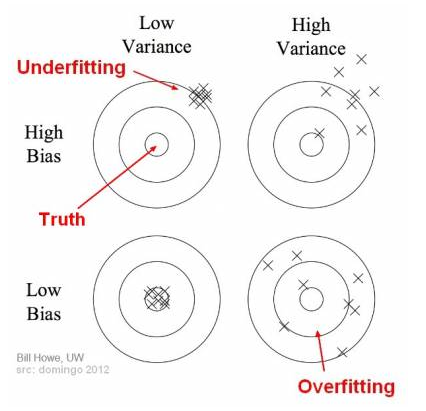 Low
Variance
High
Variance
Underfitting
High
Bias
Truth
Low
Bias
Bill Howe, UW
src: domingo 2012
Overfitting